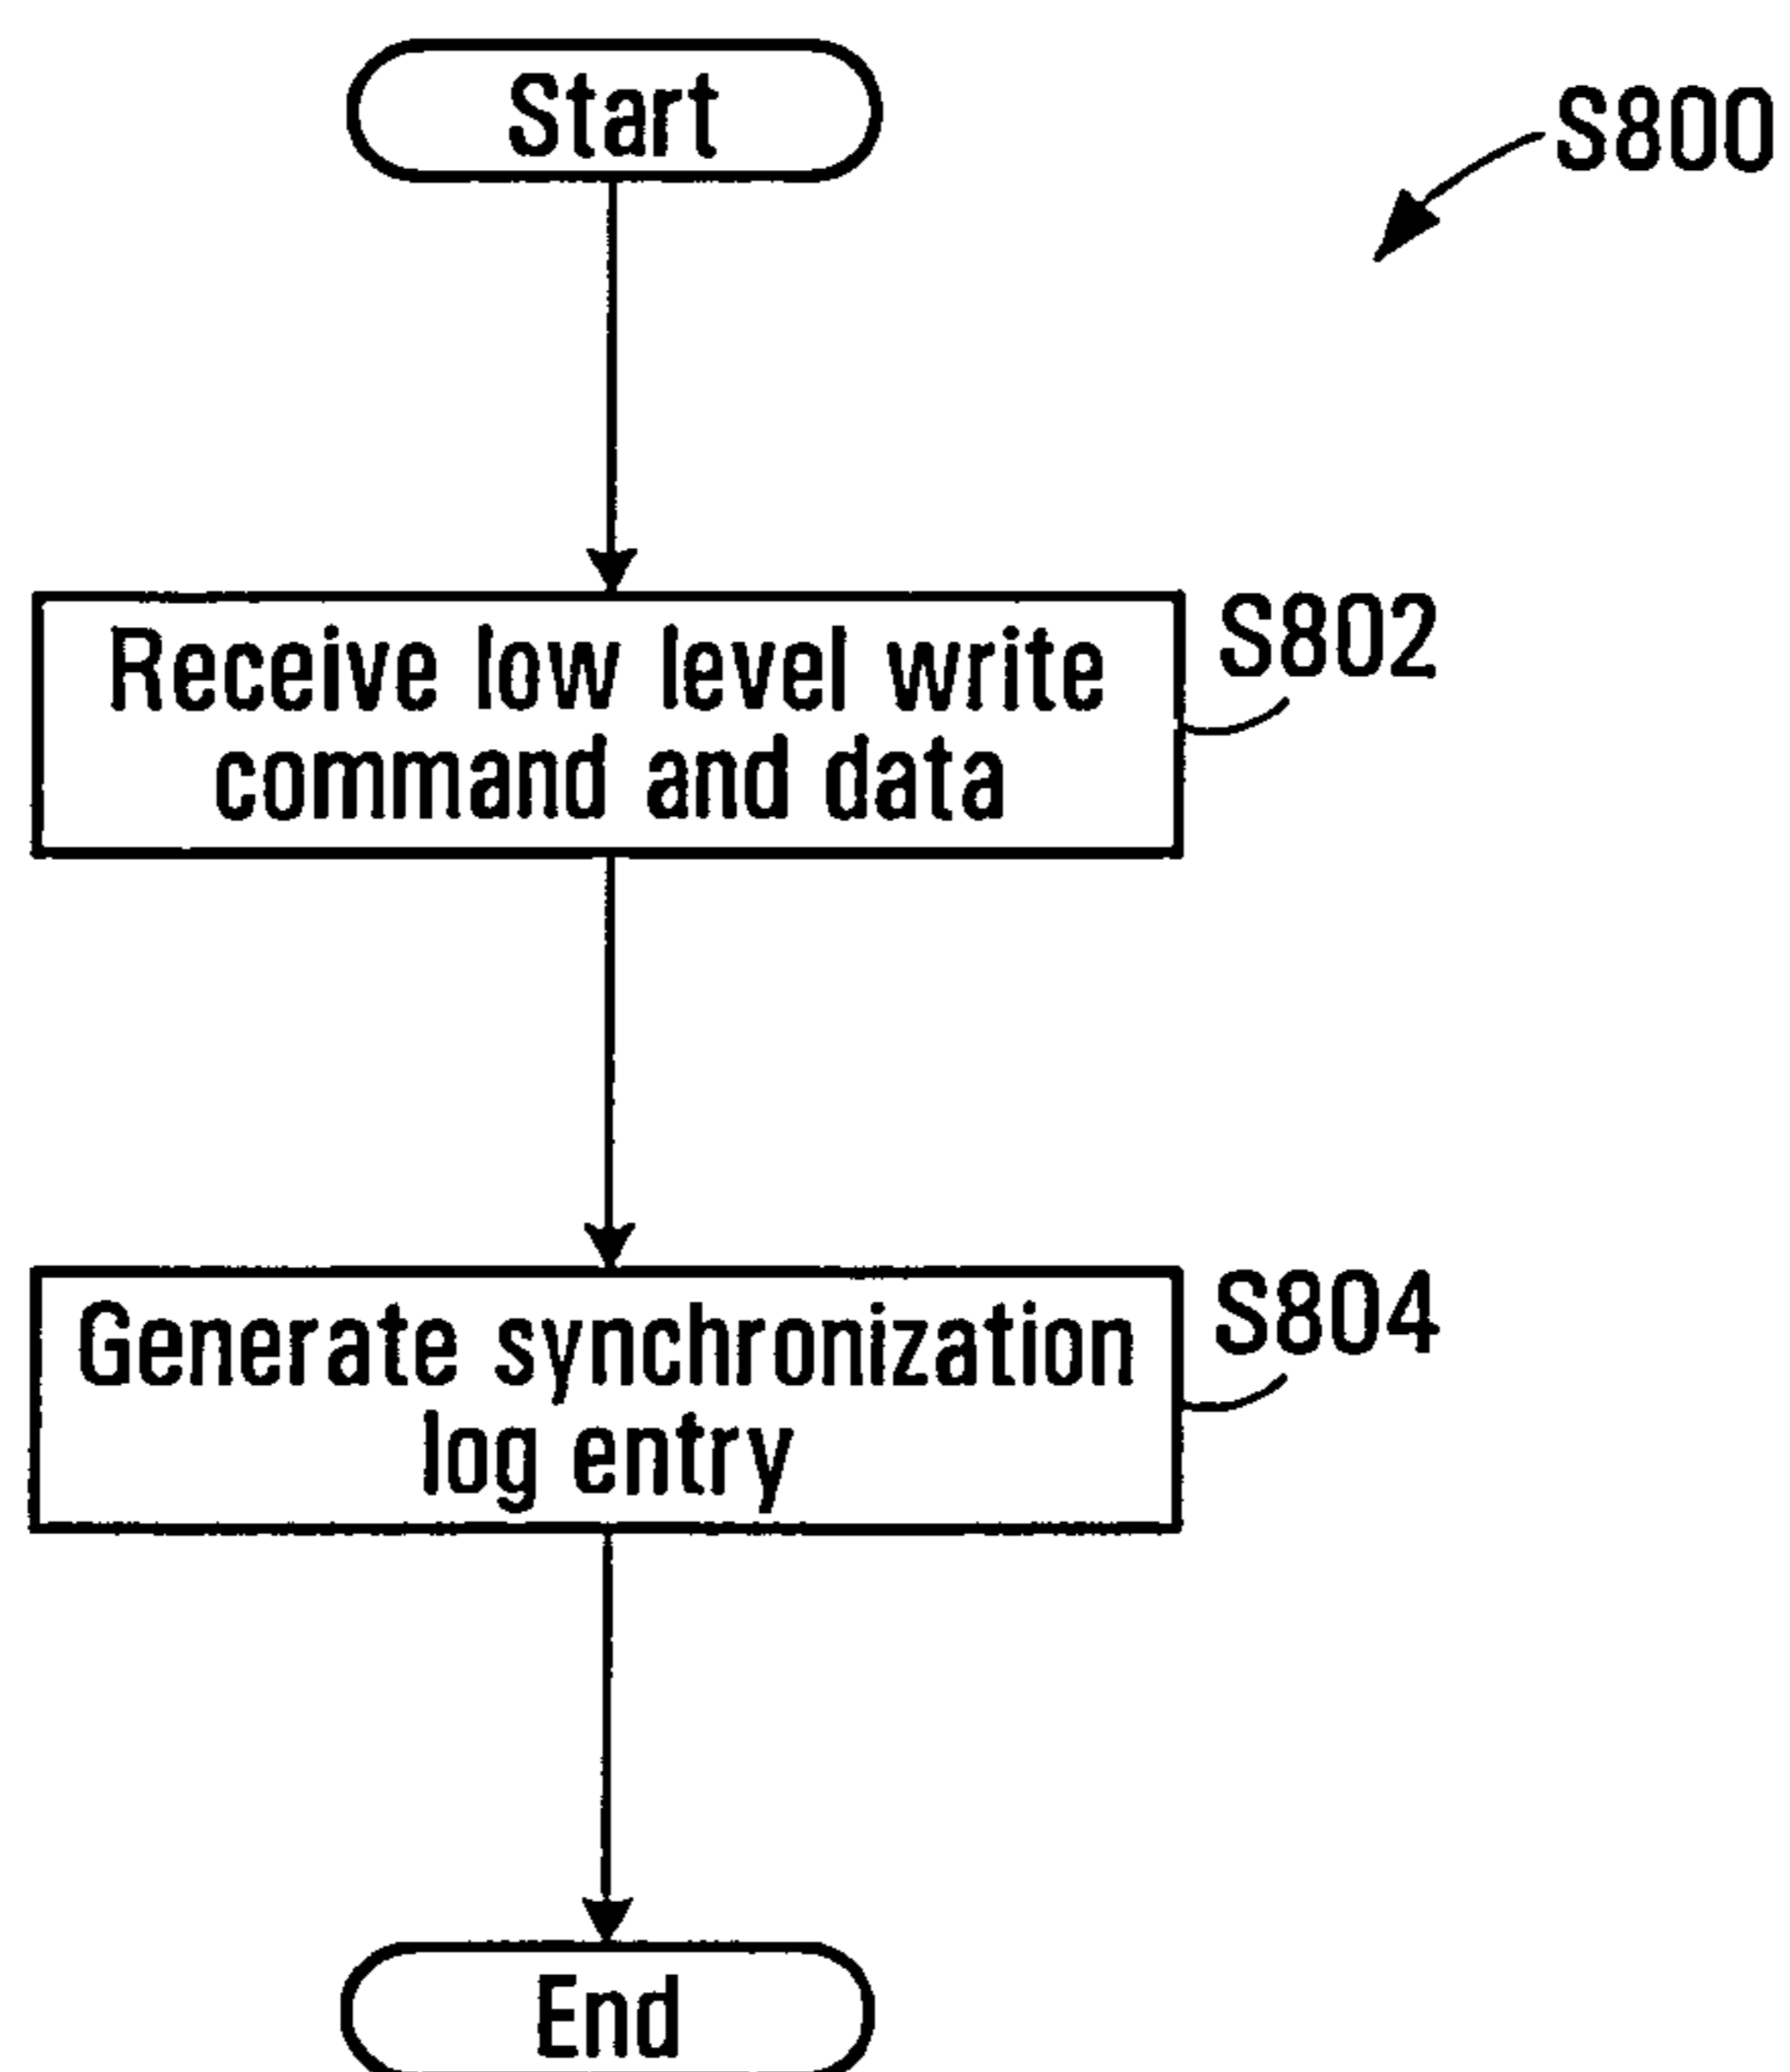 Start
S800
Receive low level write
command and data
S802
Generate synchronization
log entry
S804
End